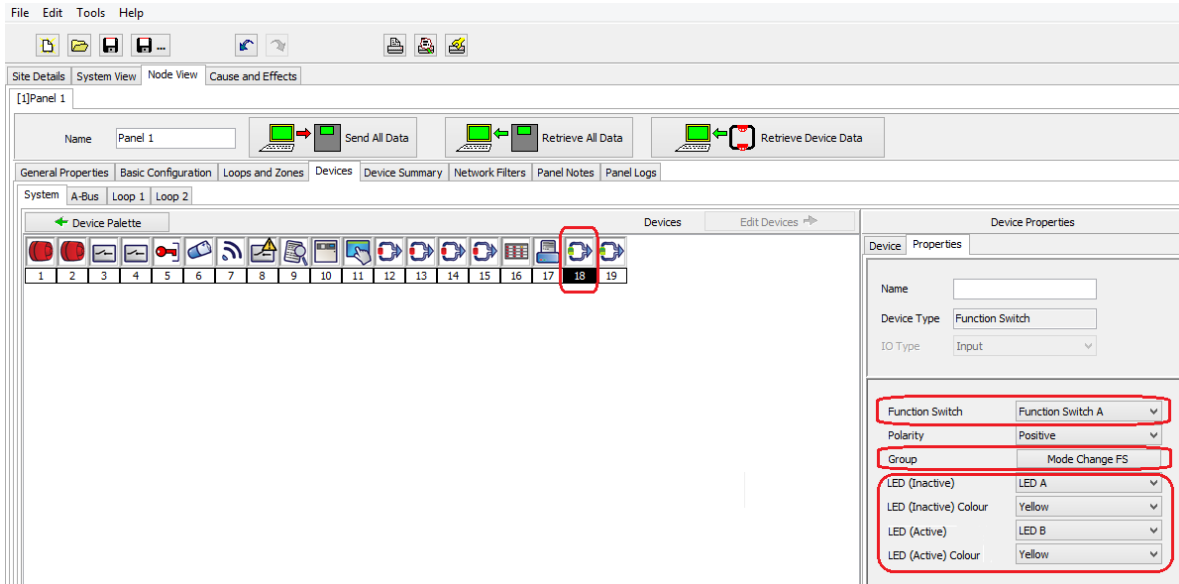 File Edit Tools Help
Site Details System View Node View Cause and Effects
[1]Panel 1
Name Panel 1 Send All Data Retrieve All Data Retrieve Device Data
General Properties Basic Configuration Loops and Zones Devices Device Summary Network Filters Panel Notes Panel Logs
System A-Bus Loop 1 Loop 2
Device Palette Devices Edit Devices Device Properties
Device Properties
1 2 3 4 5 6 7 8 9 10 11 12 13 14 15 16 17 18 19
Name
Device Type Function Switch
IO Type Input
Function Switch Function Switch A
Polarity Positive
Group Mode Change FS
LED (Inactive) LED A
LED (Inactive) Colour Yellow
LED (Active) LED B
LED (Active) Colour Yellow